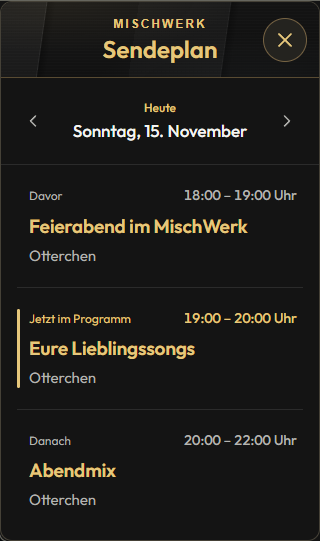 MISCHWERK
Sendeplan
Heute
Sonntag, 15. November
Davor 18:00 – 19:00 Uhr
Feierabend im MischWerk
Otterchen
Jetzt im Programm 19:00 – 20:00 Uhr
Eure Lieblingssongs
Otterchen
Danach 20:00 – 22:00 Uhr
Abendmix
Otterchen